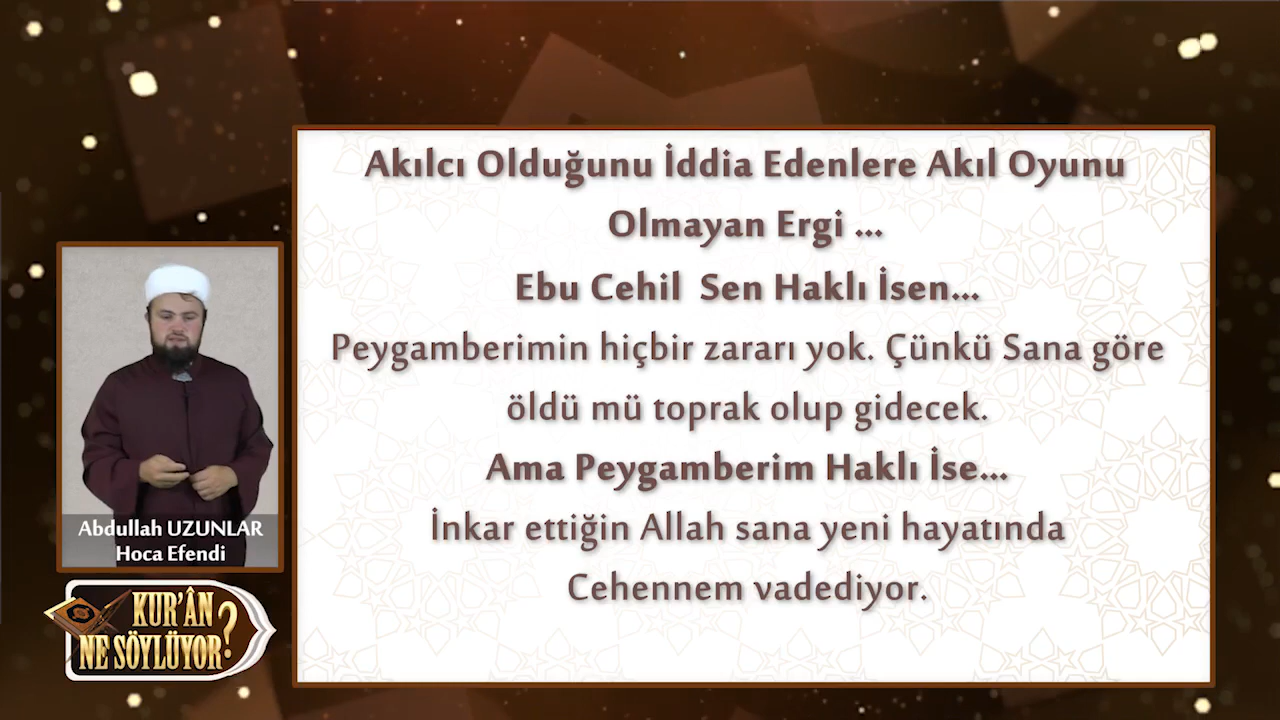 Akılcı Olduğunu İddia Edenlere Akıl Oyunu
Olmayan Ergi ...
Ebu Cehil Sen Haklı İsen...
Peygamberimin hiçbir zararı yok. Çünkü Sana göre
öldü mü toprak olup gidecek.
Ama Peygamberim Haklı İse...
İnkar ettiğin Allah sana yeni hayatında
Cehennem vadediyor.
Abdullah UZUNLAR
Hoca Efendi
KUR'ÂN
NE SÖYLÜYOR?